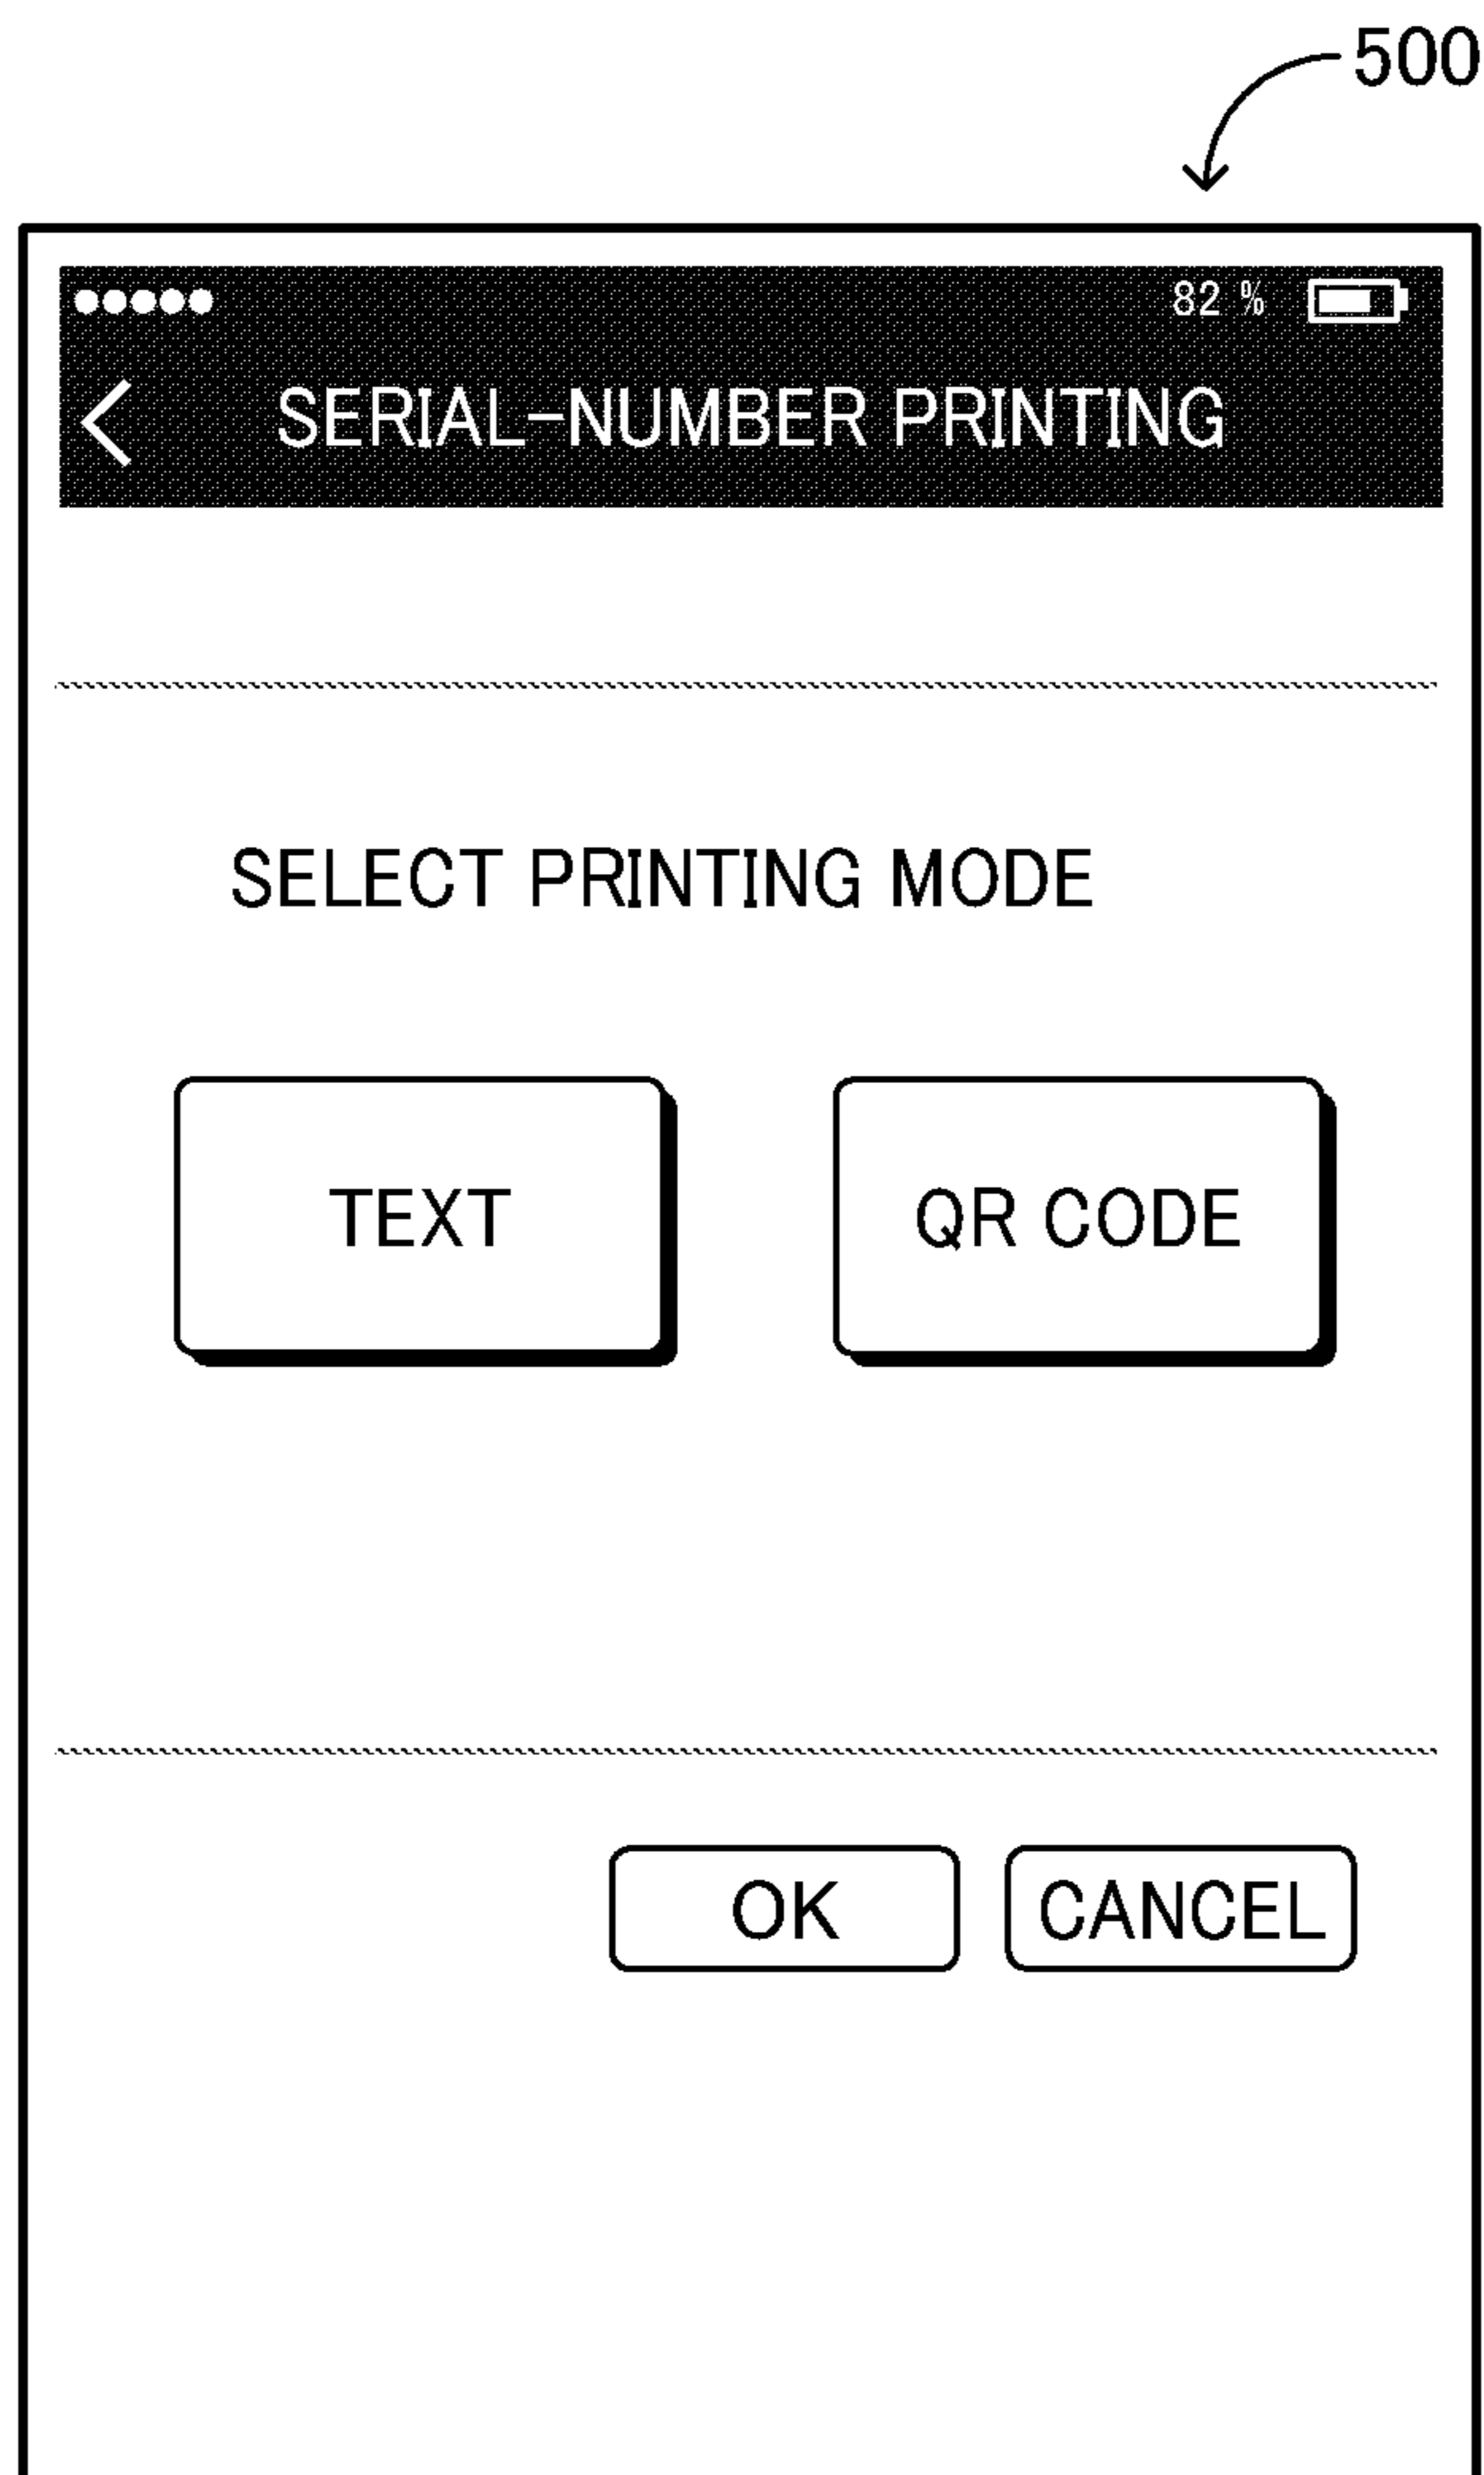 500
82 %
SERIAL-NUMBER PRINTING
SELECT PRINTING MODE
TEXT QR CODE
OK CANCEL